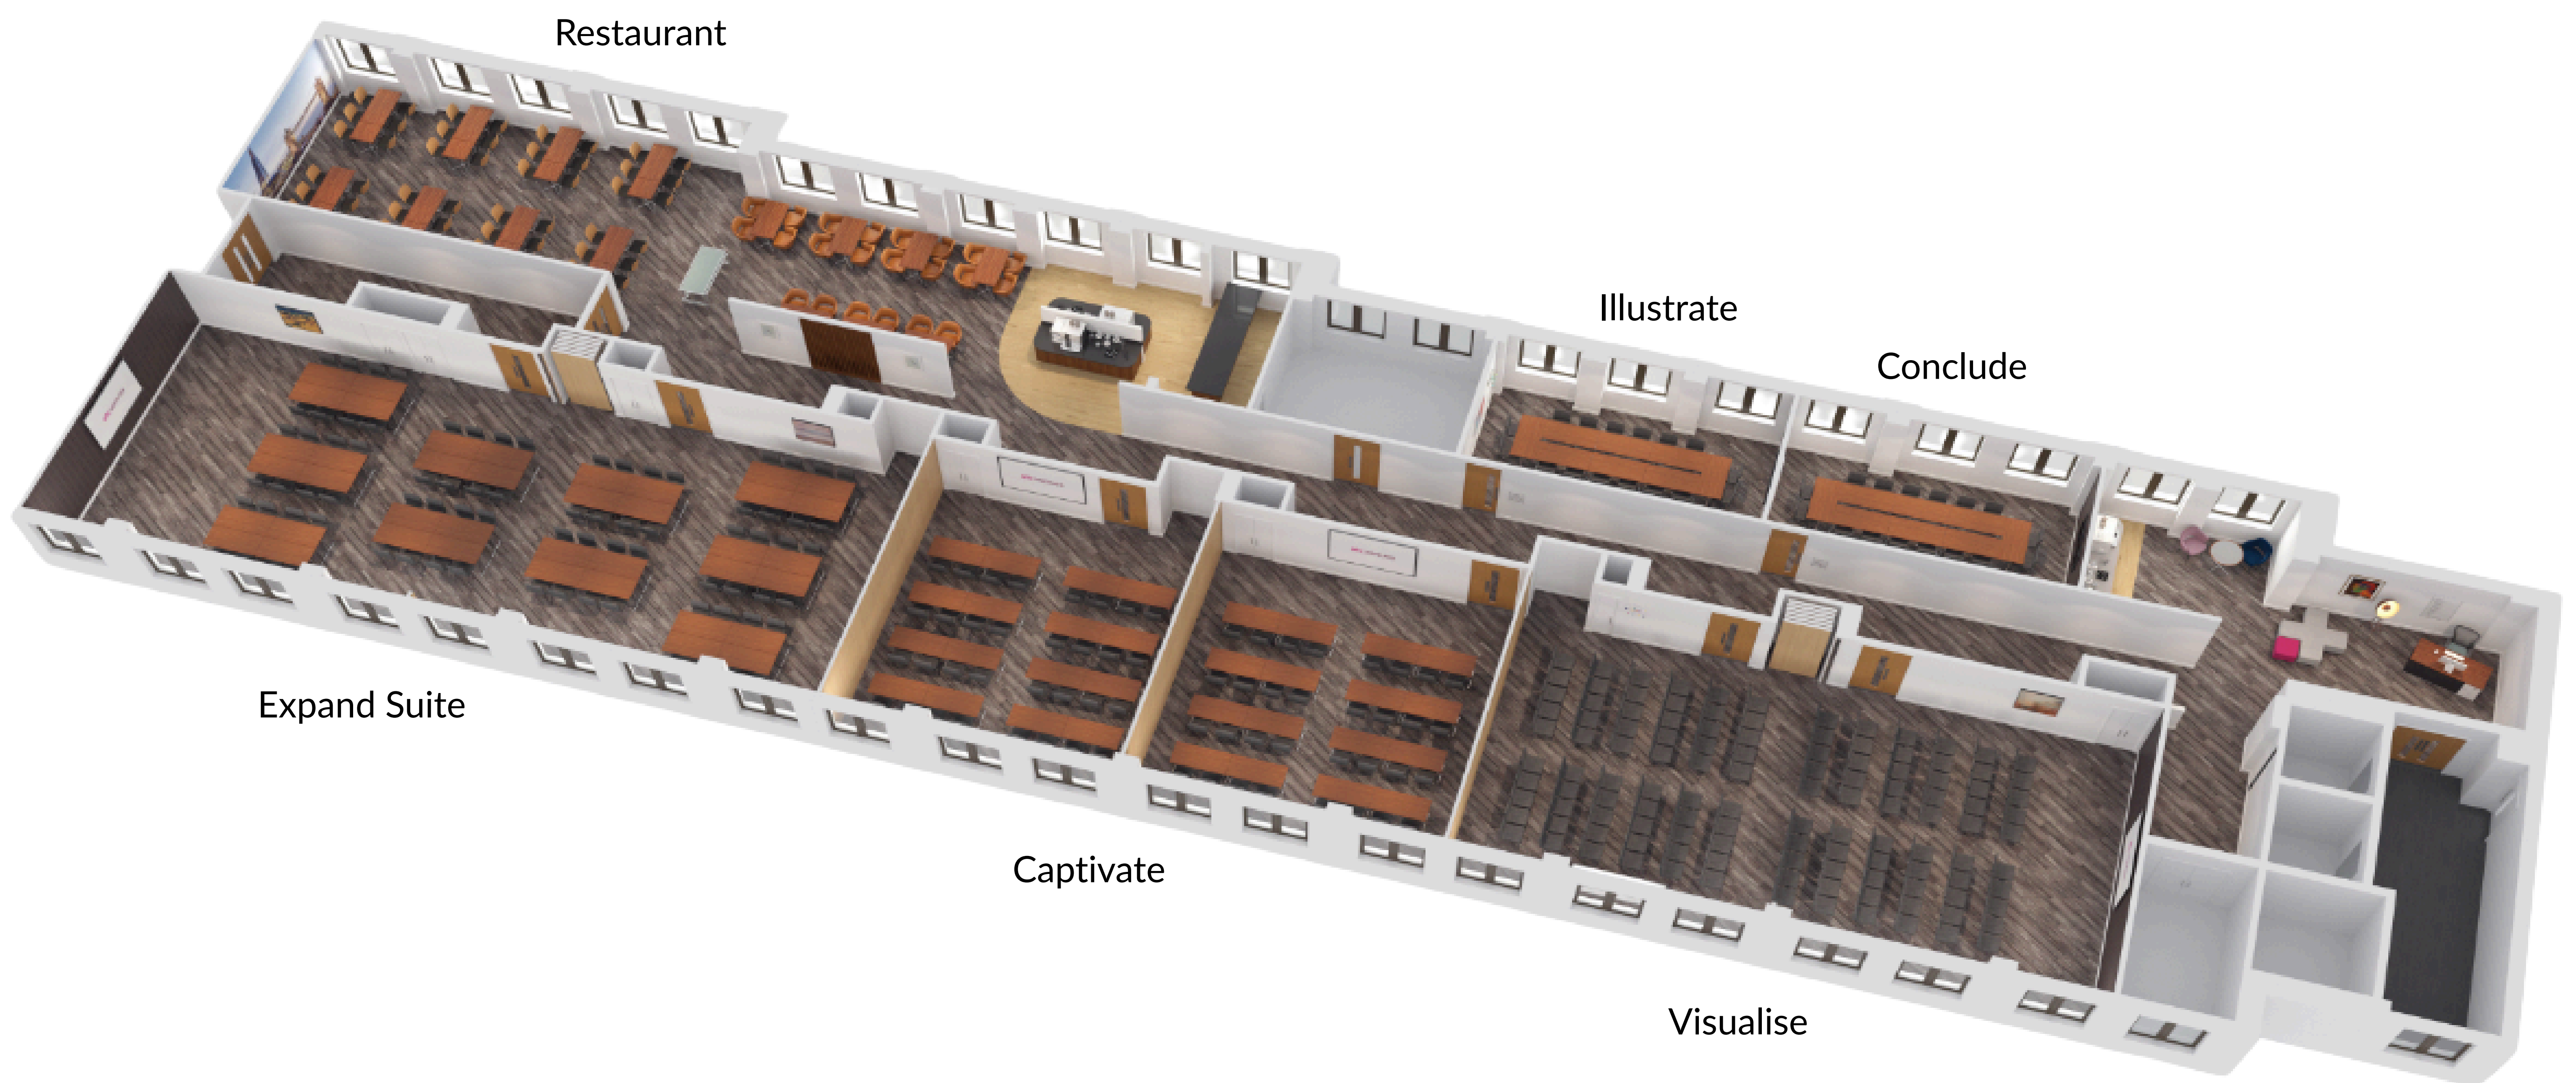 Restaurant
Illustrate
Conclude
Expand Suite
Captivate
Visualise